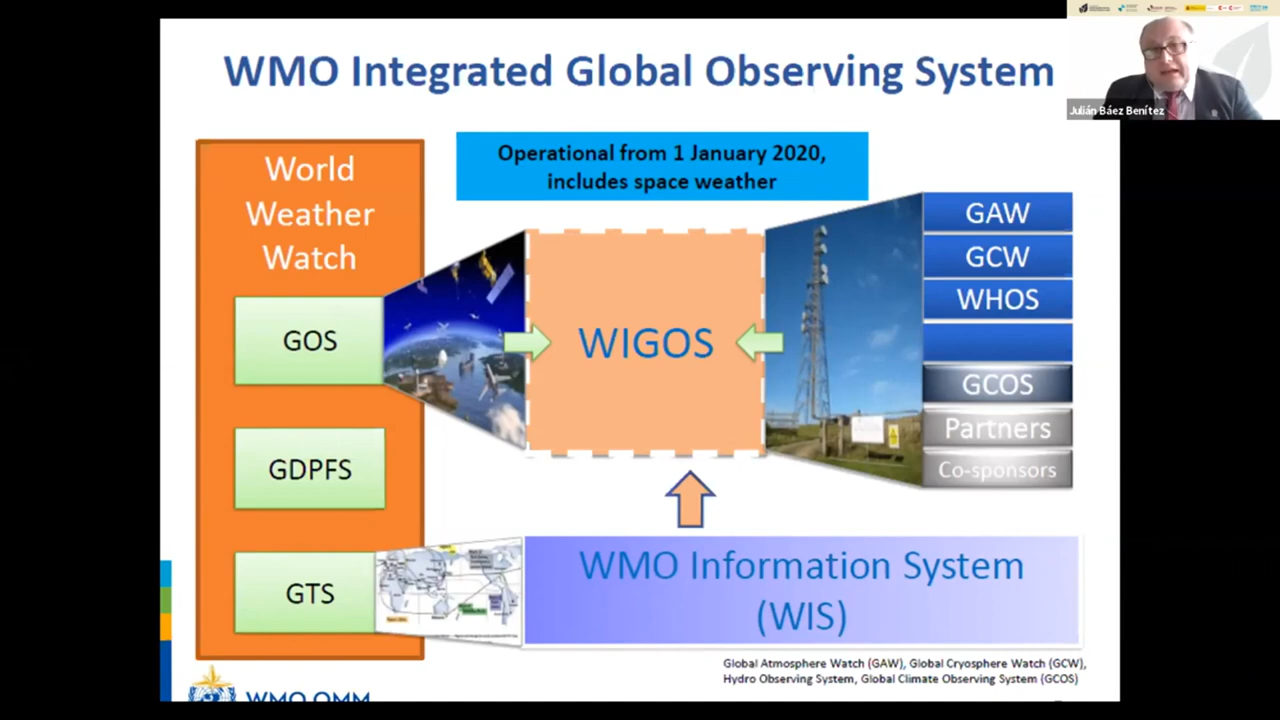 WMO Integrated Global Observing System
Julián Báez Benítez
Operational from 1 January 2020,
includes space weather
World
Weather
Watch
GOS
GDPFS
GTS
WIGOS
GAW
GCW
WHOS
GCOS
Partners
Co-sponsors
WMO Information System
(WIS)
Global Atmosphere Watch (GAW), Global Cryosphere Watch (GCW),
Hydro Observing System, Global Climate Observing System (GCOS)
WMO OMM